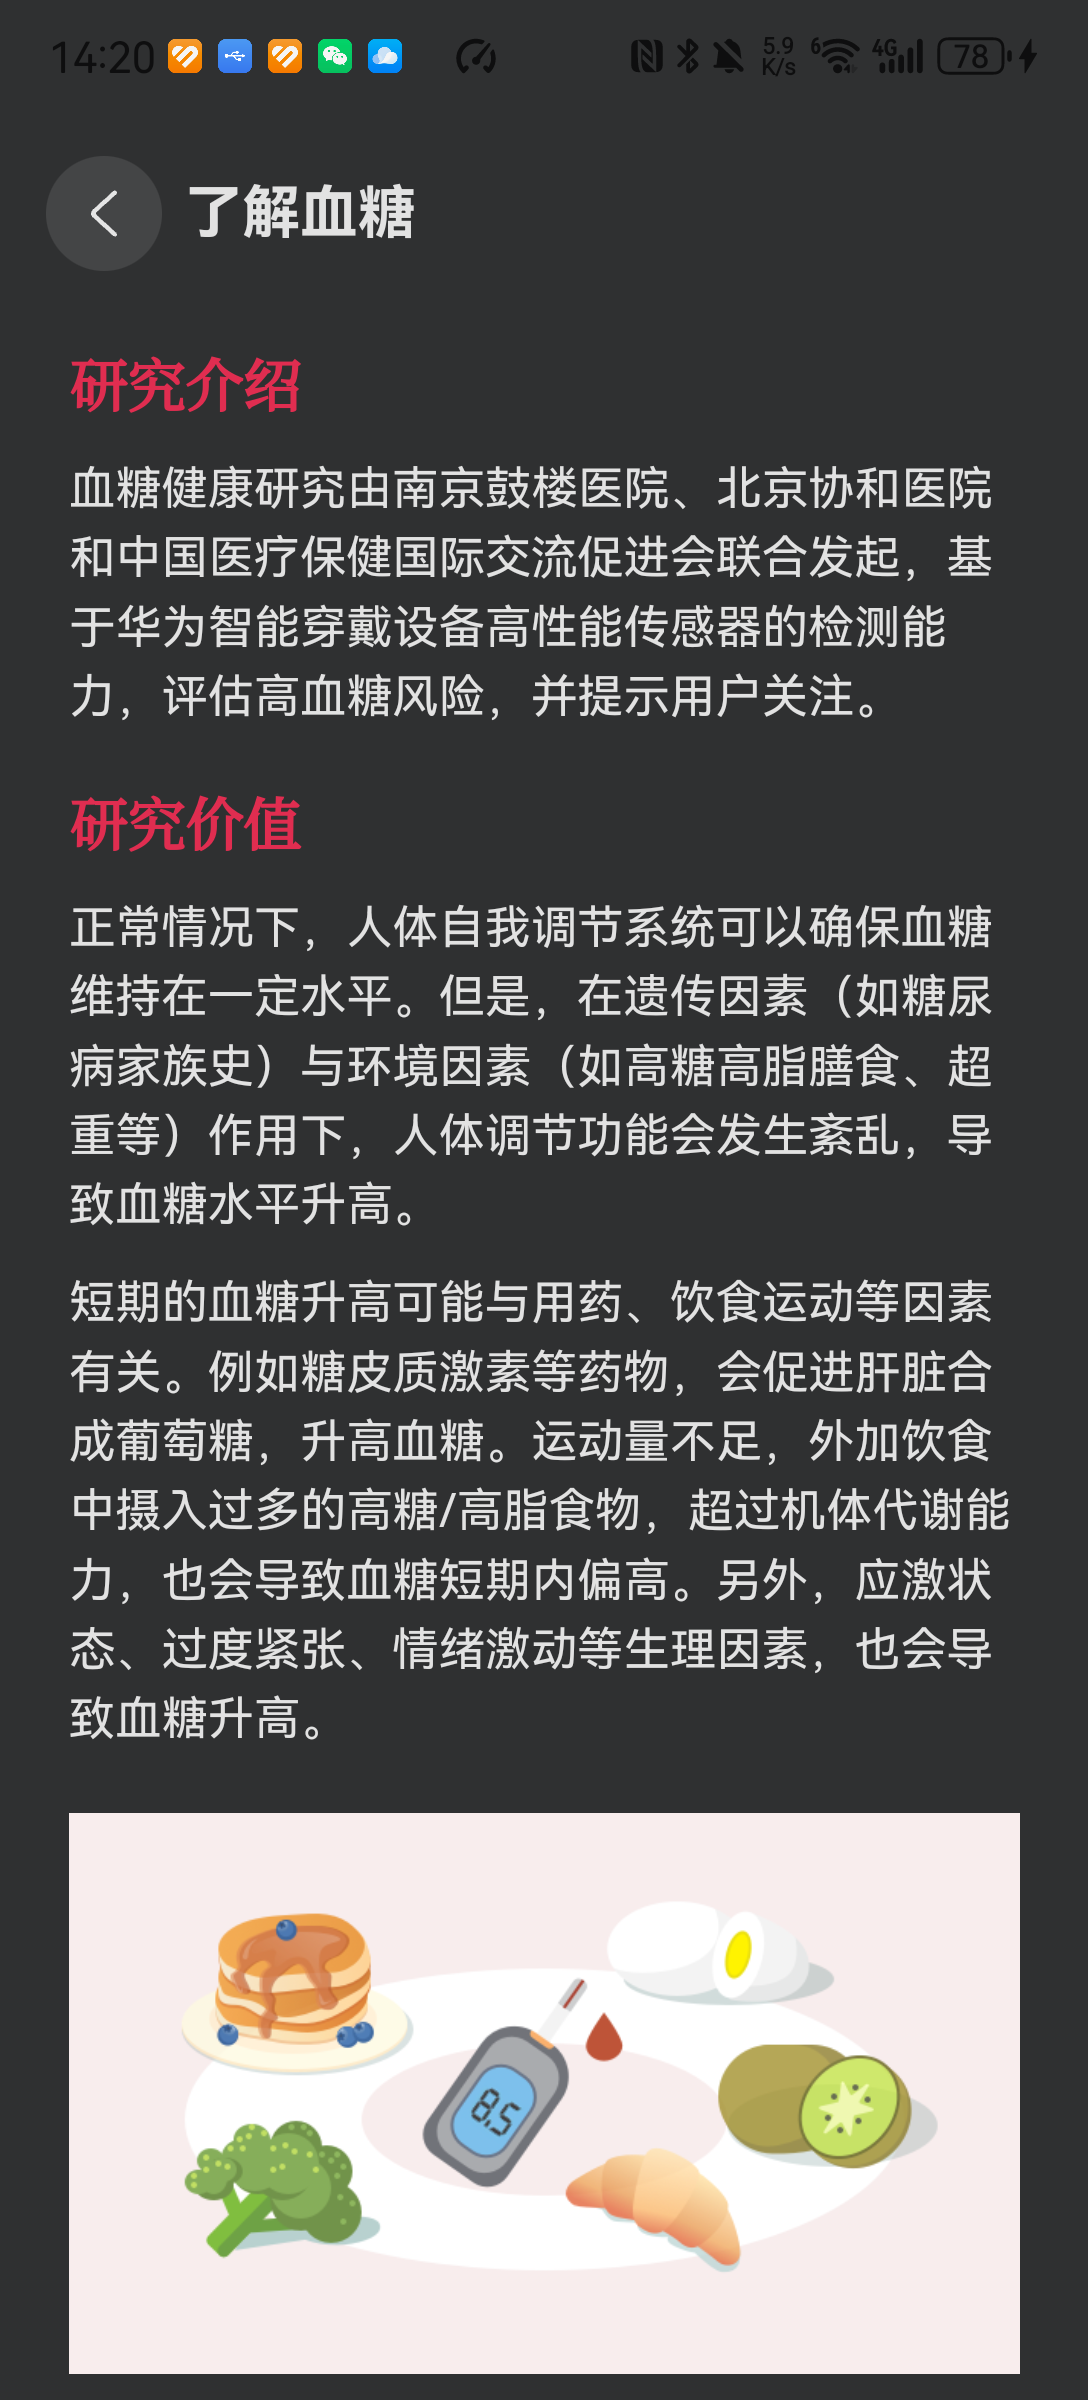 14:20
5.9
K/s
6
4G
78
了解血糖
研究介绍
血糖健康研究由南京鼓楼医院、北京协和医院
和中国医疗保健国际交流促进会联合发起，基
于华为智能穿戴设备高性能传感器的检测能
力，评估高血糖风险，并提示用户关注。
研究价值
正常情况下，人体自我调节系统可以确保血糖
维持在一定水平。但是，在遗传因素（如糖尿
病家族史）与环境因素（如高糖高脂膳食、超
重等）作用下，人体调节功能会发生紊乱，导
致血糖水平升高。
短期的血糖升高可能与用药、饮食运动等因素
有关。例如糖皮质激素等药物，会促进肝脏合
成葡萄糖，升高血糖。运动量不足，外加饮食
中摄入过多的高糖/高脂食物，超过机体代谢能
力，也会导致血糖短期内偏高。另外，应激状
态、过度紧张、情绪激动等生理因素，也会导
致血糖升高。
8.5